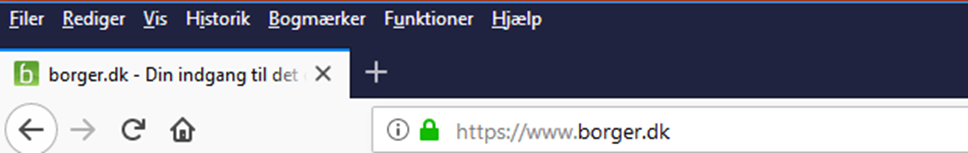 Filer Rediger Vis Historik Bogmærker Funktioner Hjælp
borger.dk - Din indgang til det
https://www.borger.dk